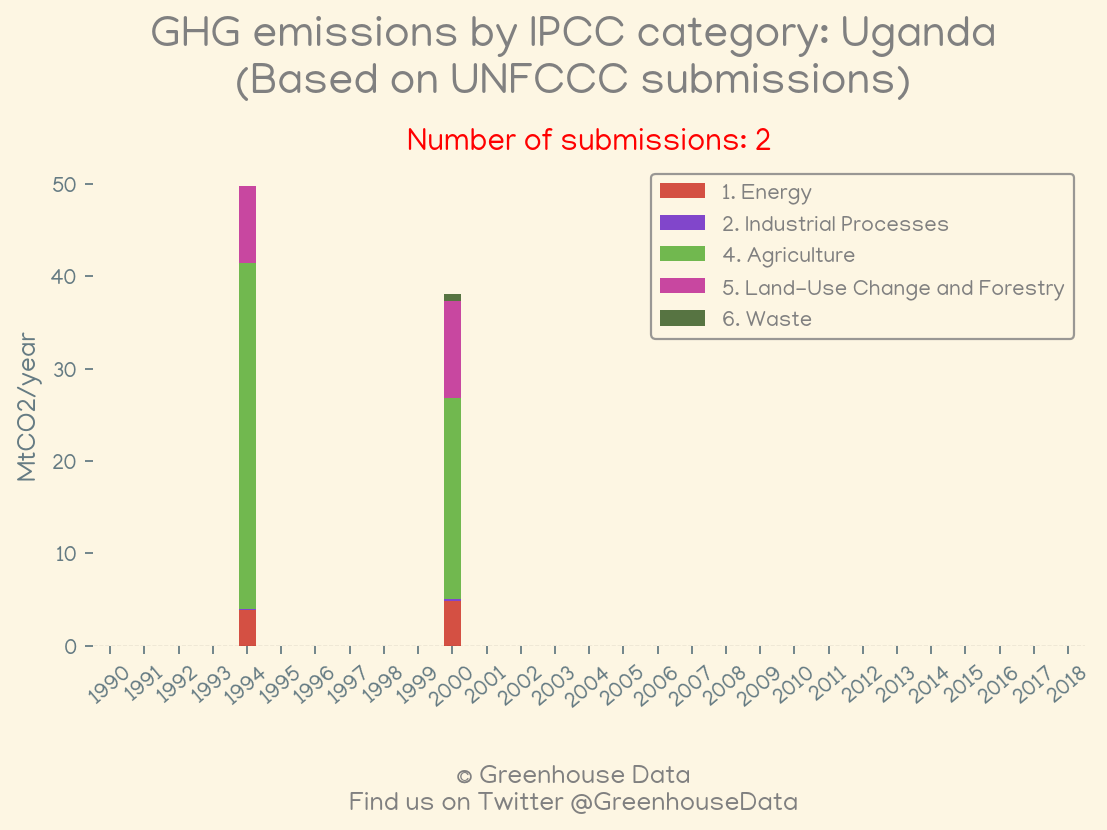 GHG emissions by IPCC category: Uganda
(Based on UNFCCC submissions)
Number of submissions: 2
1. Energy
2. Industrial Processes
4. Agriculture
5. Land-Use Change and Forestry
6. Waste
MtCO2/year
50
40
30
20
10
0
1990 1991 1992 1993 1994 1995 1996 1997 1998 1999 2000 2001 2002 2003 2004 2005 2006 2007 2008 2009 2010 2011 2012 2013 2014 2015 2016 2017 2018
© Greenhouse Data
Find us on Twitter @GreenhouseData